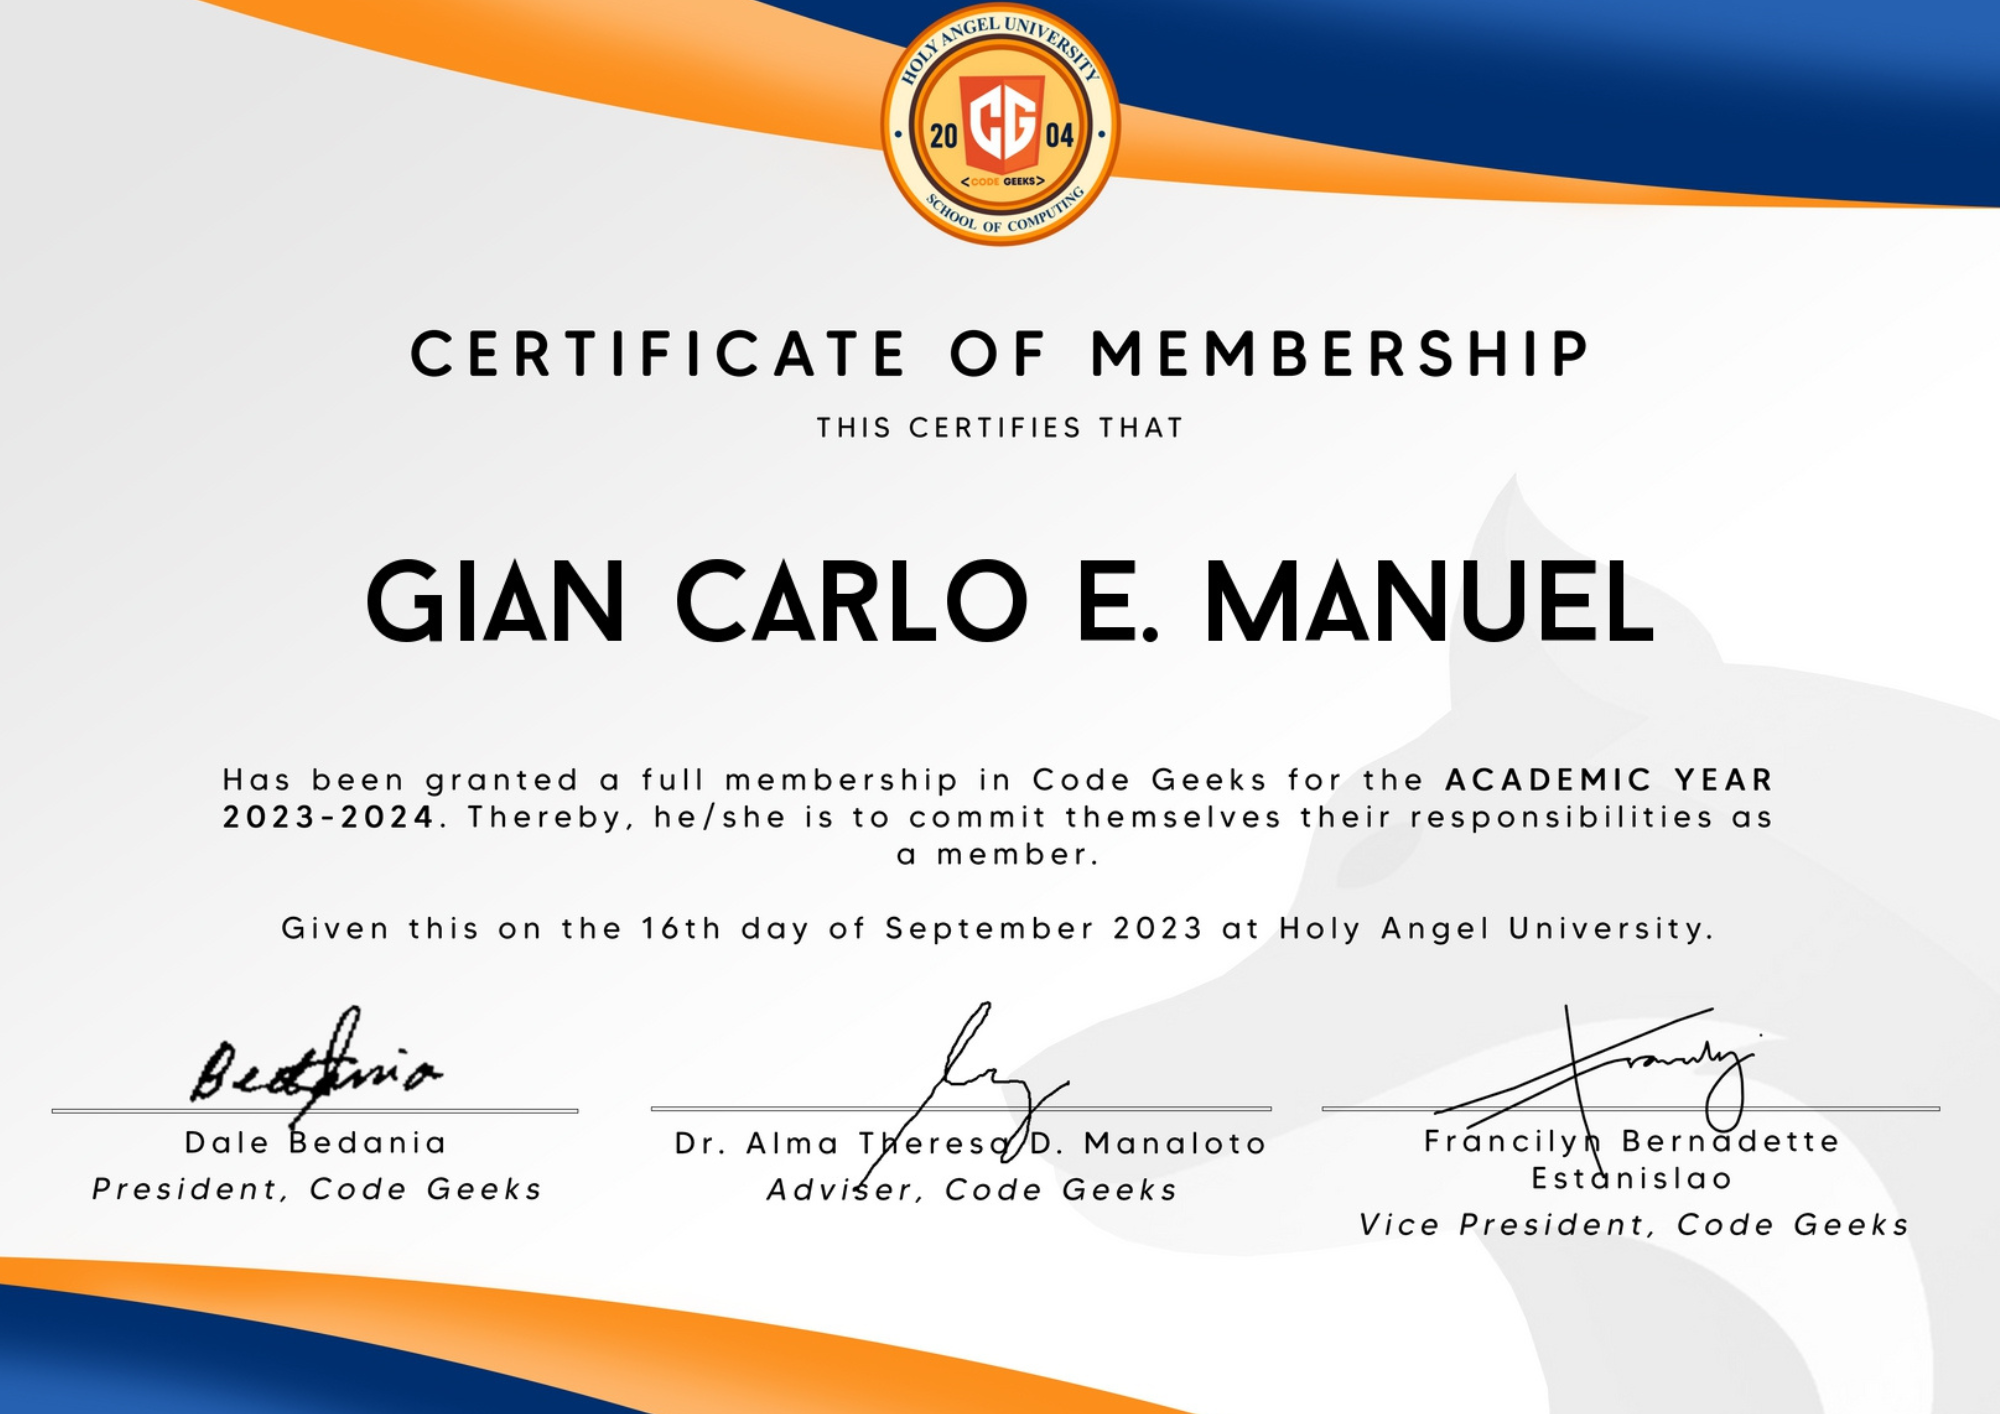 HOLY ANGEL UNIVERSITY
20 CG 04
<CODE GEEKS>
SCHOOL OF COMPUTING
CERTIFICATE OF MEMBERSHIP
THIS CERTIFIES THAT
GIAN CARLO E. MANUEL
Has been granted a full membership in Code Geeks for the ACADEMIC YEAR
2023-2024. Thereby, he/she is to commit themselves their responsibilities as
a member.
Given this on the 16th day of September 2023 at Holy Angel University.
Bedania
Dale Bedania
President, Code Geeks
Dr. Alma Theresa D. Manaloto
Adviser, Code Geeks
Francilyn Bernadette
Estanislao
Vice President, Code Geeks